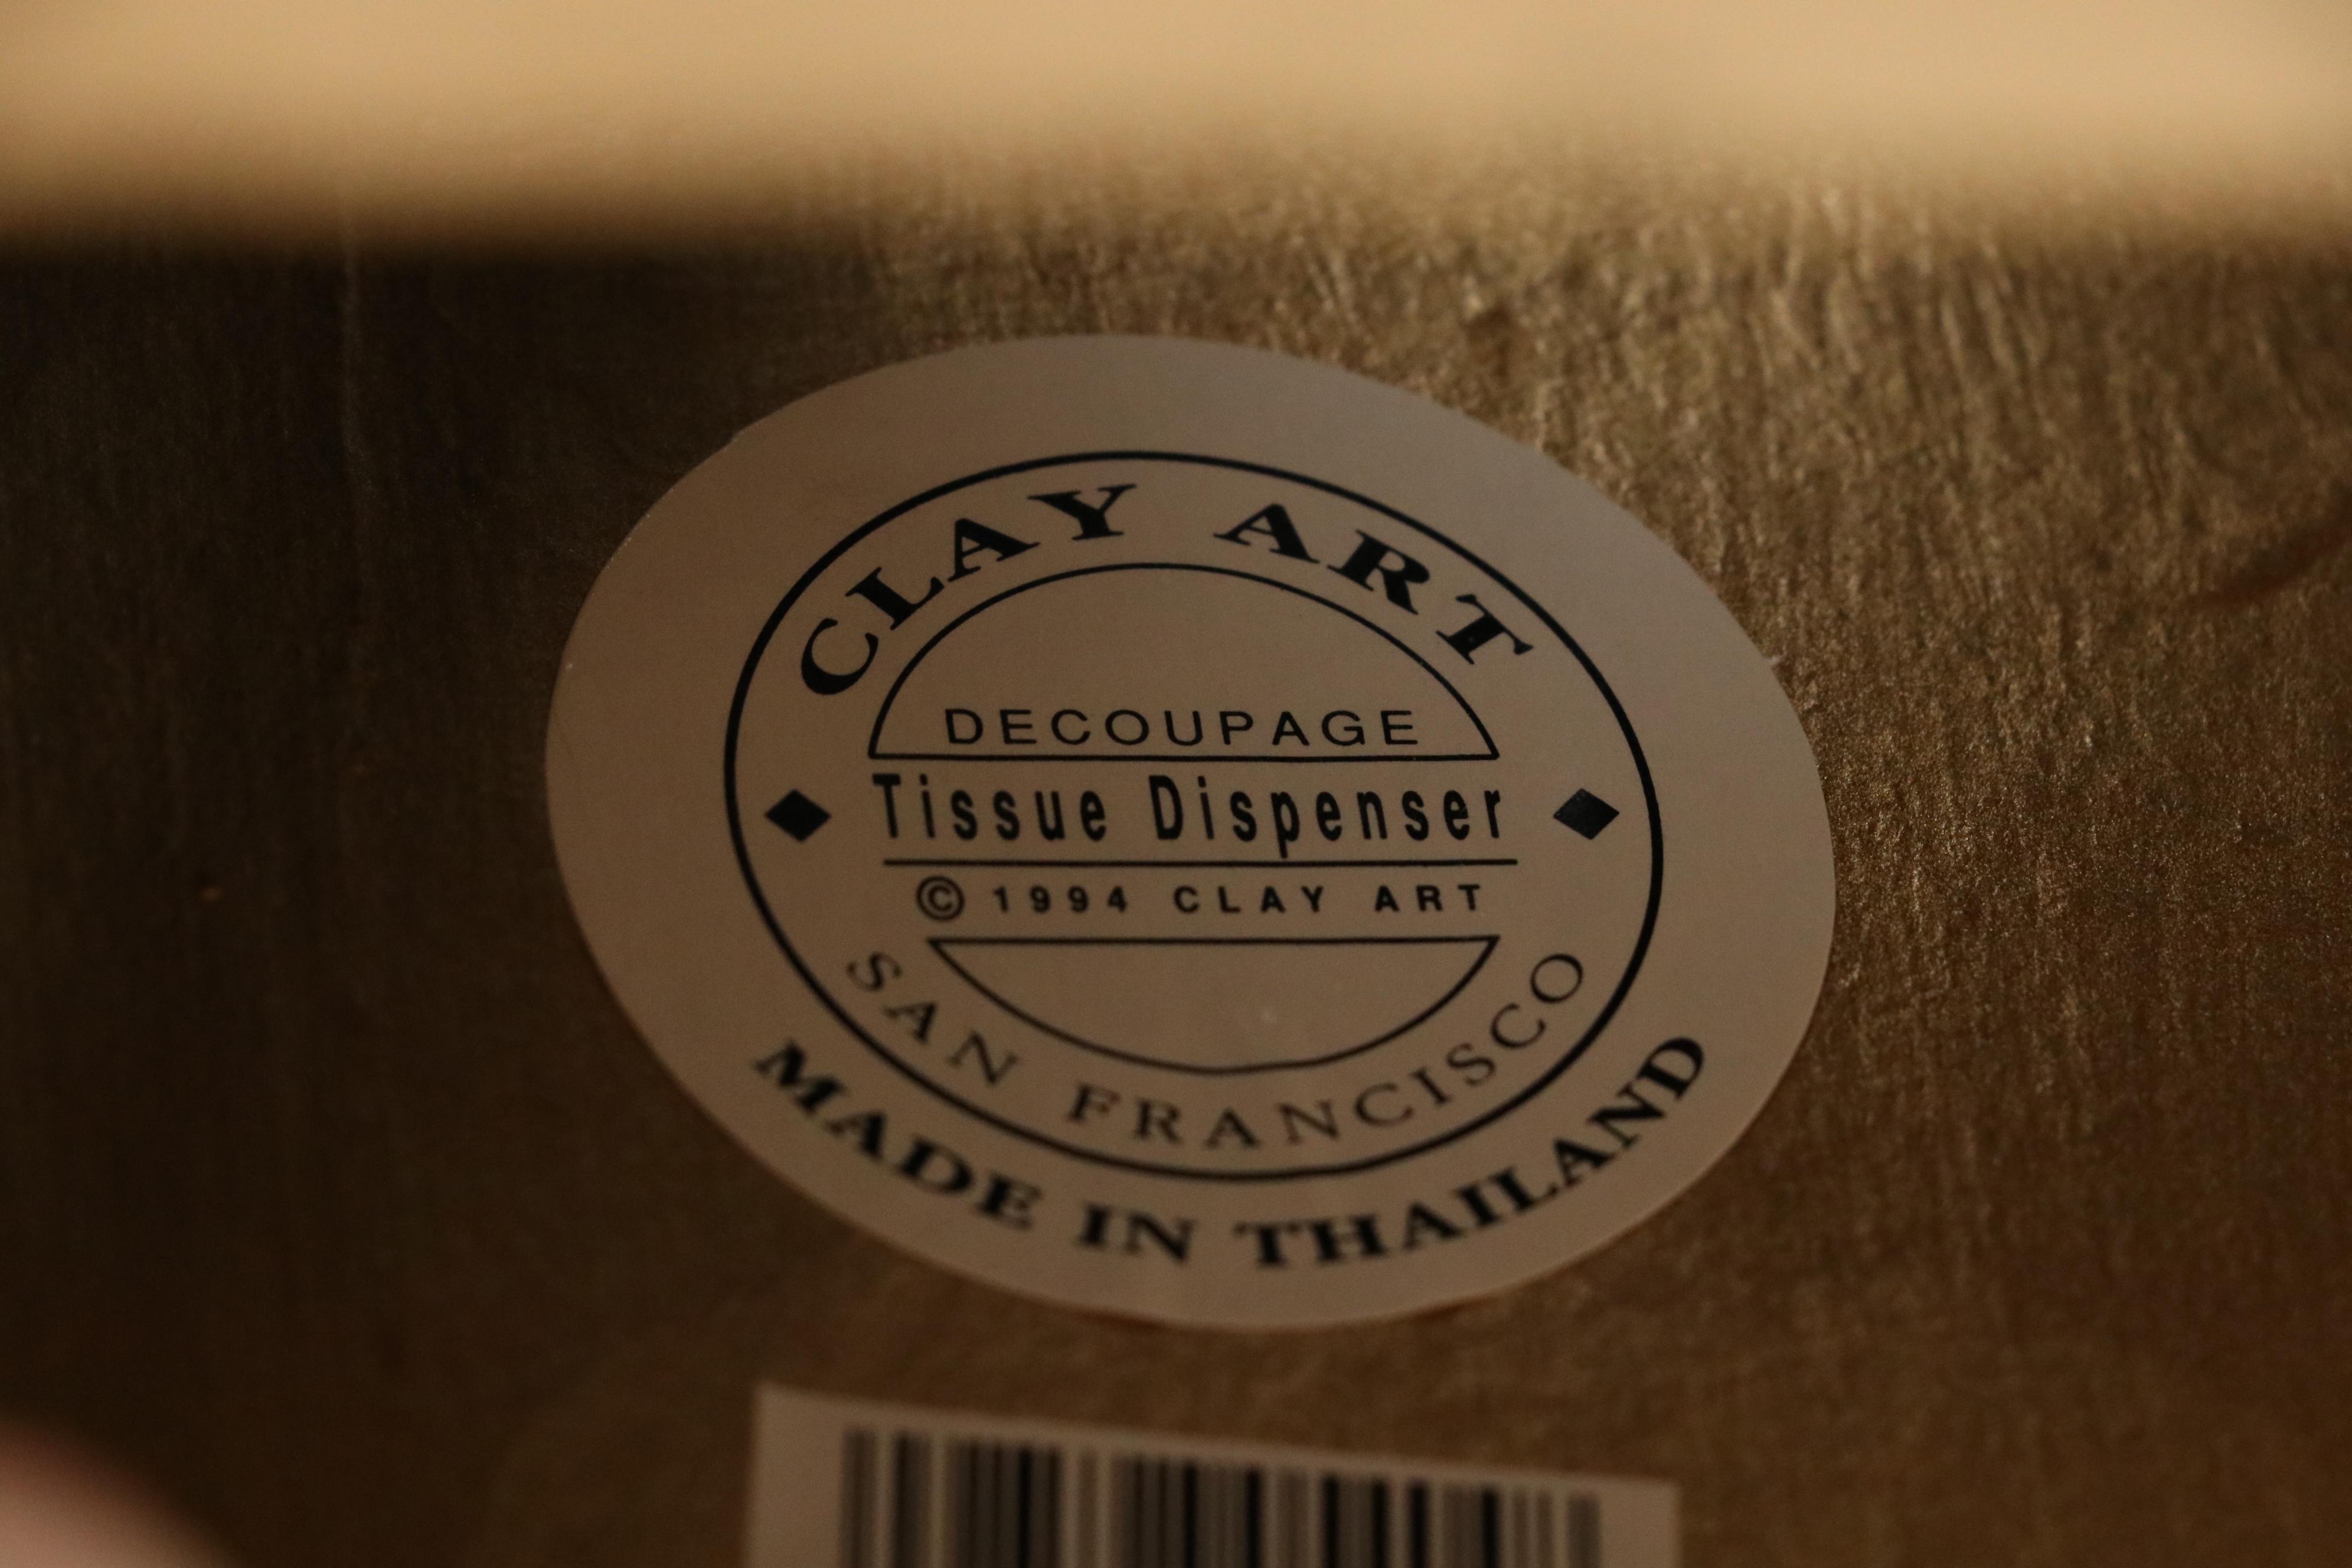 CLAY ART
DECOUPAGE
Tissue Dispenser
© 1994 CLAY ART
SAN FRANCISCO
MADE IN THAILAND